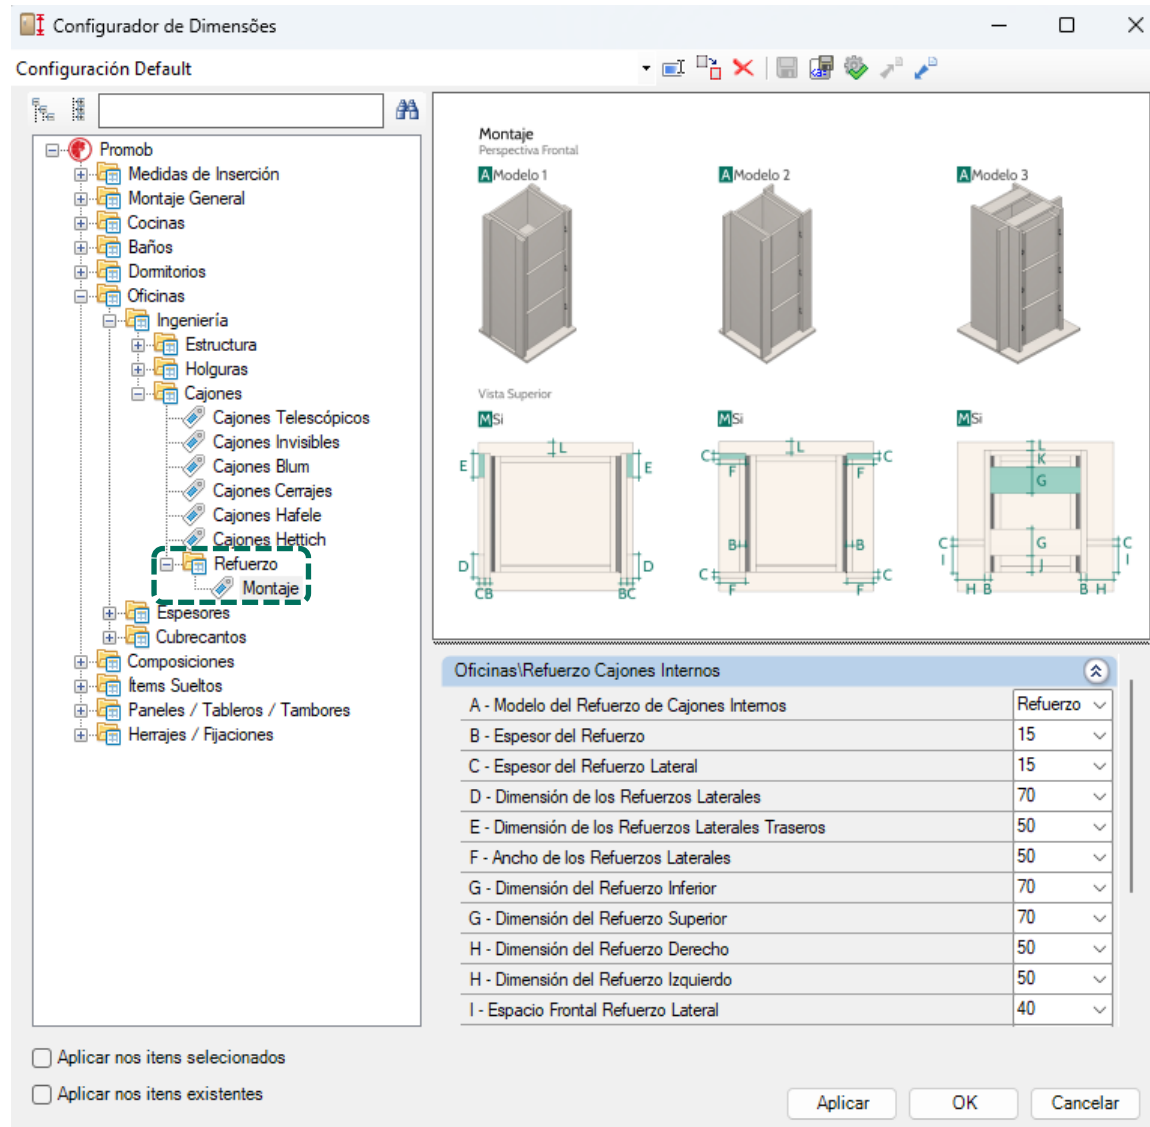 Configurador de Dimensões
Configuración Default
Promob
Medidas de Inserción
Montaje General
Cocinas
Baños
Dormitorios
Oficinas
Ingeniería
Estructura
Holguras
Cajones
Cajones Telescópicos
Cajones Invisibles
Cajones Blum
Cajones Cerrajes
Cajones Hafele
Cajones Hettich
Refuerzo
Montaje
Espesores
Cubrecantos
Composiciones
Ítems Sueltos
Paneles / Tableros / Tambores
Herrajes / Fijaciones
Montaje
Perspectiva Frontal
A Modelo 1
A Modelo 2
A Modelo 3
Vista Superior
M Si
M Si
M Si
L
E E
D D
CB BC
L
C C
F F
B B
C C
F F
L
K
G
C G C
I J I
H B B H
Oficinas\Refuerzo Cajones Internos
A - Modelo del Refuerzo de Cajones Internos Refuerzo
B - Espesor del Refuerzo 15
C - Espesor del Refuerzo Lateral 15
D - Dimensión de los Refuerzos Laterales 70
E - Dimensión de los Refuerzos Laterales Traseros 50
F - Ancho de los Refuerzos Laterales 50
G - Dimensión del Refuerzo Inferior 70
G - Dimensión del Refuerzo Superior 70
H - Dimensión del Refuerzo Derecho 50
H - Dimensión del Refuerzo Izquierdo 50
I - Espacio Frontal Refuerzo Lateral 40
Aplicar nos itens selecionados
Aplicar nos itens existentes
Aplicar
OK
Cancelar